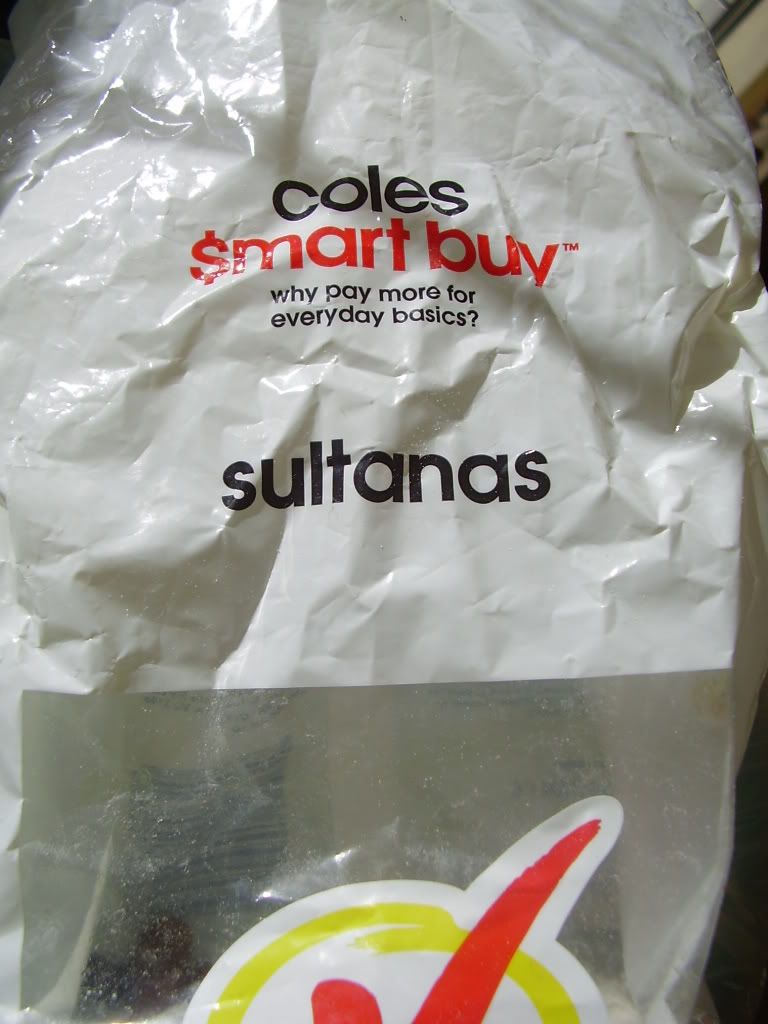 coles
$mart buy™
why pay more for
everyday basics?
sultanas